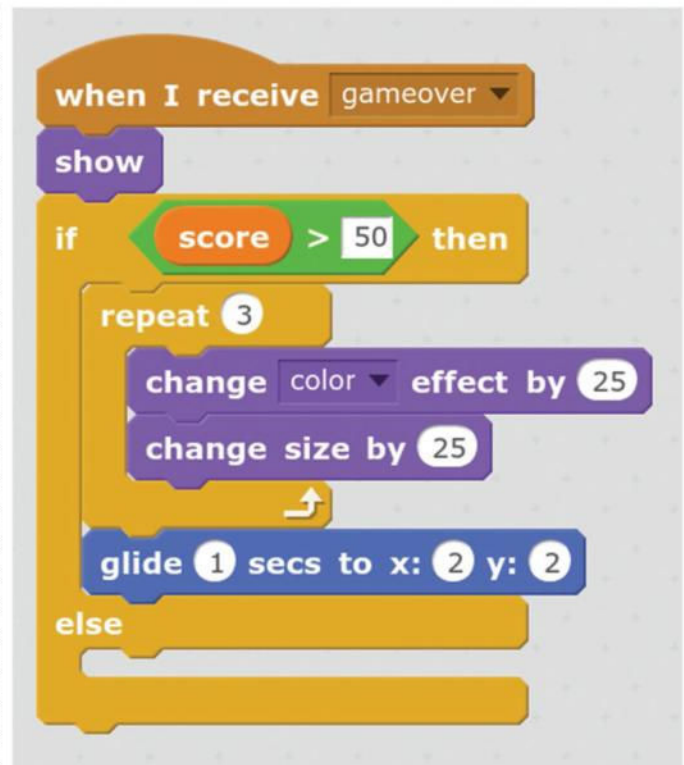 when I receive gameover
show
if score > 50 then
repeat 3
change color effect by 25
change size by 25
glide 1 secs to x: 2 y: 2
else